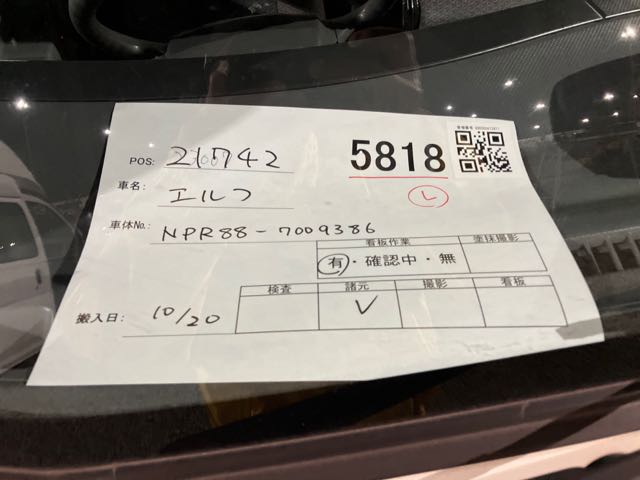 5818
POS: 21742
Ⓛ
車名: エルフ
車体No.: NPR88-7009386
看板作業 塗抹撮影
有・確認中・無
検査 諸元 撮影 看板
搬入日: 10/20 ✓